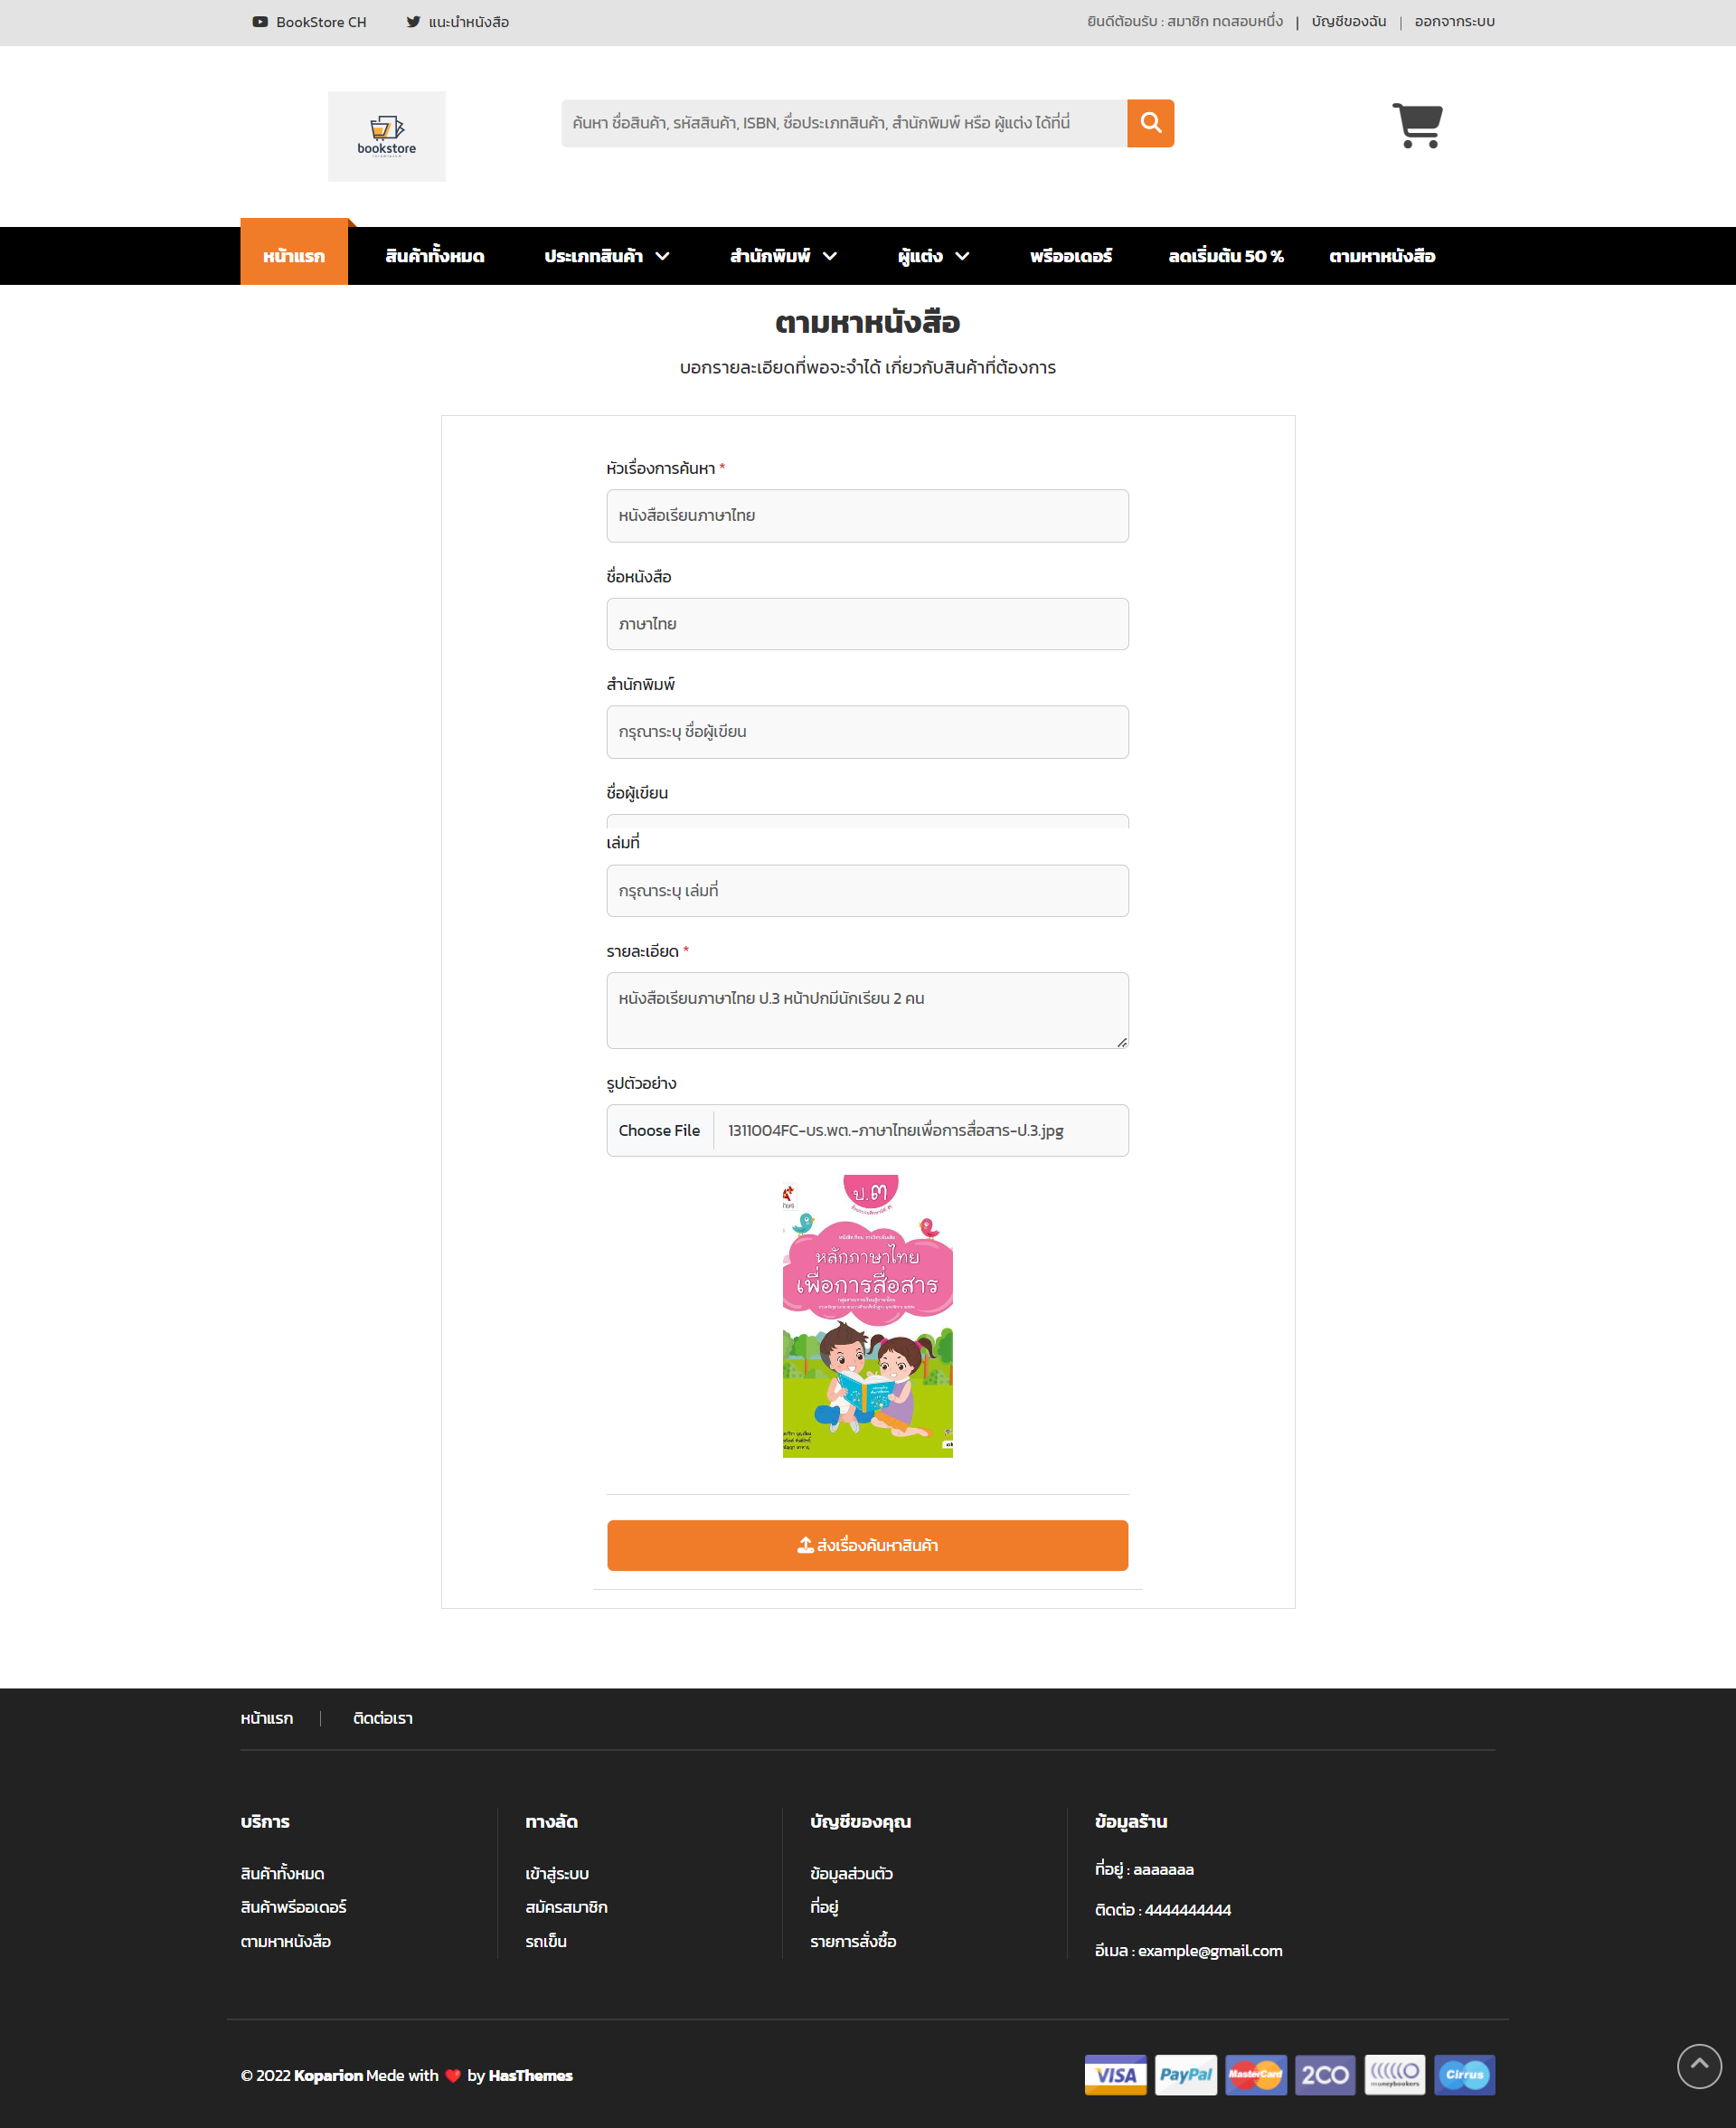 BookStore CH แนะนำหนังสือ ยินดีต้อนรับ : สมาชิก ทดสอบหนึ่ง | บัญชีของฉัน | ออกจากระบบ
bookstore
ค้นหา ชื่อสินค้า, รหัสสินค้า, ISBN, ชื่อประเภทสินค้า, สำนักพิมพ์ หรือ ผู้แต่ง ได้ที่นี่
หน้าแรก สินค้าทั้งหมด ประเภทสินค้า สำนักพิมพ์ ผู้แต่ง พรีออเดอร์ ลดเริ่มต้น 50 % ตามหาหนังสือ
ตามหาหนังสือ
บอกรายละเอียดที่พอจะจำได้ เกี่ยวกับสินค้าที่ต้องการ
หัวเรื่องการค้นหา *
หนังสือเรียนภาษาไทย
ชื่อหนังสือ
ภาษาไทย
สำนักพิมพ์
กรุณาระบุ ชื่อผู้เขียน
ชื่อผู้เขียน
เล่มที่
กรุณาระบุ เล่มที่
รายละเอียด *
หนังสือเรียนภาษาไทย ป.3 หน้าปกมีนักเรียน 2 คน
รูปตัวอย่าง
Choose File 1311004FC-บร.พต.-ภาษาไทยเพื่อการสื่อสาร-ป.3.jpg
ป.๓
หลักภาษาไทย
เพื่อการสื่อสาร
ส่งเรื่องค้นหาสินค้า
หน้าแรก ติดต่อเรา
บริการ
สินค้าทั้งหมด
สินค้าพรีออเดอร์
ตามหาหนังสือ
ทางลัด
เข้าสู่ระบบ
สมัครสมาชิก
รถเข็น
บัญชีของคุณ
ข้อมูลส่วนตัว
ที่อยู่
รายการสั่งซื้อ
ข้อมูลร้าน
ที่อยู่ : aaaaaaa
ติดต่อ : 4444444444
อีเมล : example@gmail.com
© 2022 Koparion Mede with ❤️ by HasThemes
VISA PayPal MasterCard 2CO moneybookers Cirrus